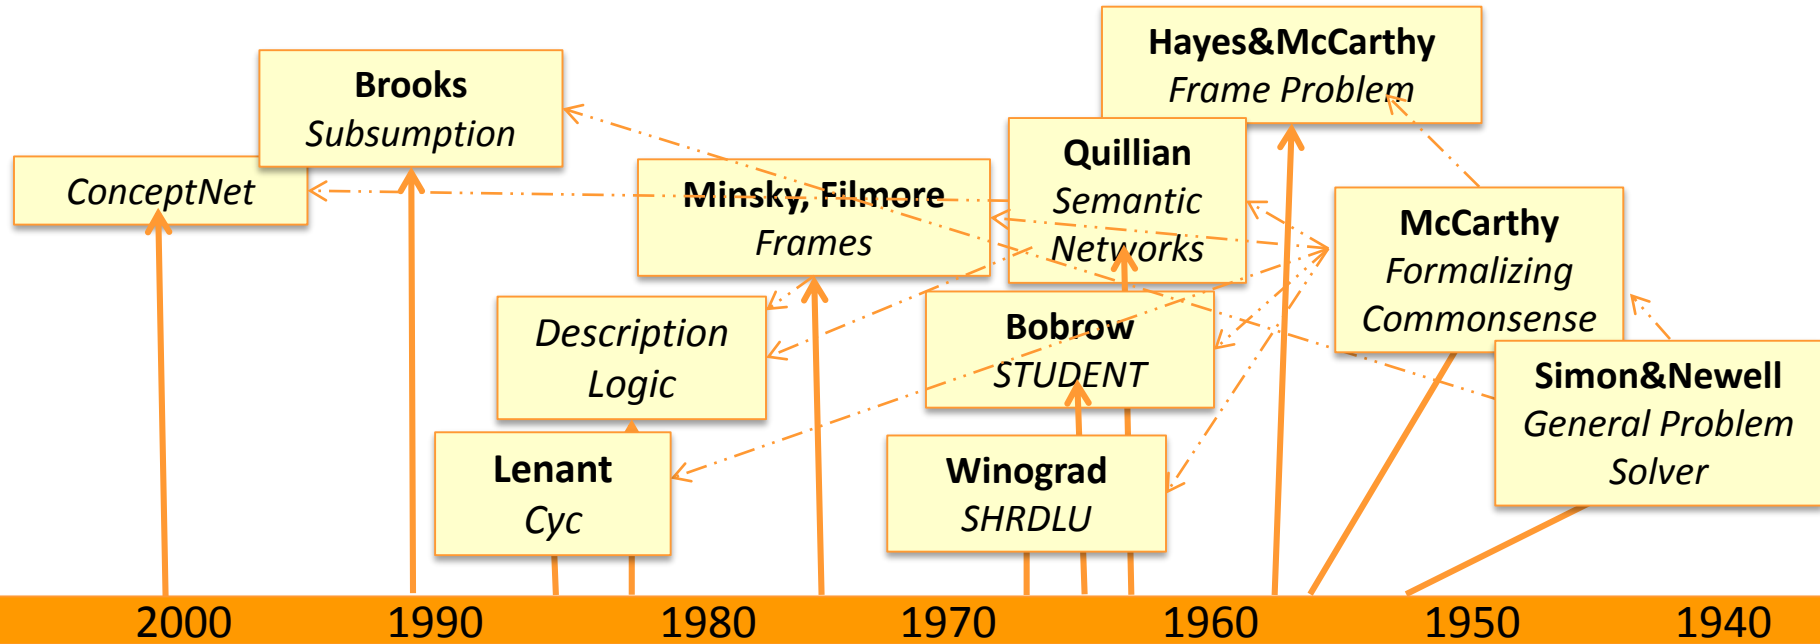 Hayes&McCarthy
Frame Problem
Brooks
Subsumption
ConceptNet
Minsky, Filmore
Frames
Quillian
Semantic
Networks
McCarthy
Formalizing
Commonsense
Description
Logic
Bobrow
STUDENT
Simon&Newell
General Problem
Solver
Lenant
Cyc
Winograd
SHRDLU
2000 1990 1980 1970 1960 1950 1940